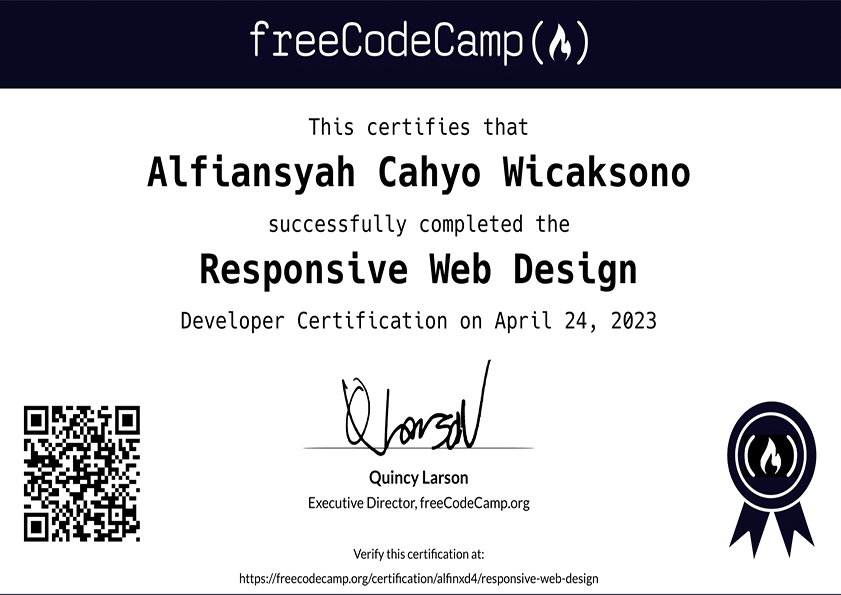 freeCodeCamp
This certifies that
Alfiansyah Cahyo Wicaksono
successfully completed the
Responsive Web Design
Developer Certification on April 24, 2023
Q Larson
Quincy Larson
Executive Director, freeCodeCamp.org
Verify this certification at:
https://freecodecamp.org/certification/alfinxd4/responsive-web-design